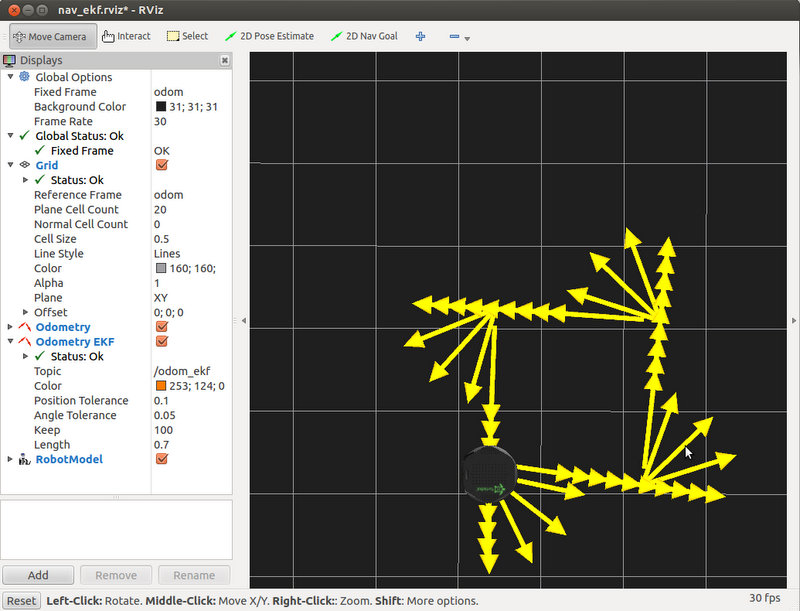 nav_ekf.rviz* - RViz
Move Camera Interact Select 2D Pose Estimate 2D Nav Goal
Displays
Global Options
Fixed Frame odom
Background Color 31; 31; 31
Frame Rate 30
Global Status: Ok
Fixed Frame OK
Grid
Status: Ok
Reference Frame odom
Plane Cell Count 20
Normal Cell Count 0
Cell Size 0.5
Line Style Lines
Color 160; 160;
Alpha 1
Plane XY
Offset 0; 0; 0
Odometry
Odometry EKF
Status: Ok
Topic /odom_ekf
Color 253; 124; 0
Position Tolerance 0.1
Angle Tolerance 0.05
Keep 100
Length 0.7
RobotModel
Add Remove Rename
Reset Left-Click: Rotate. Middle-Click: Move X/Y. Right-Click:: Zoom. Shift: More options. 30 fps